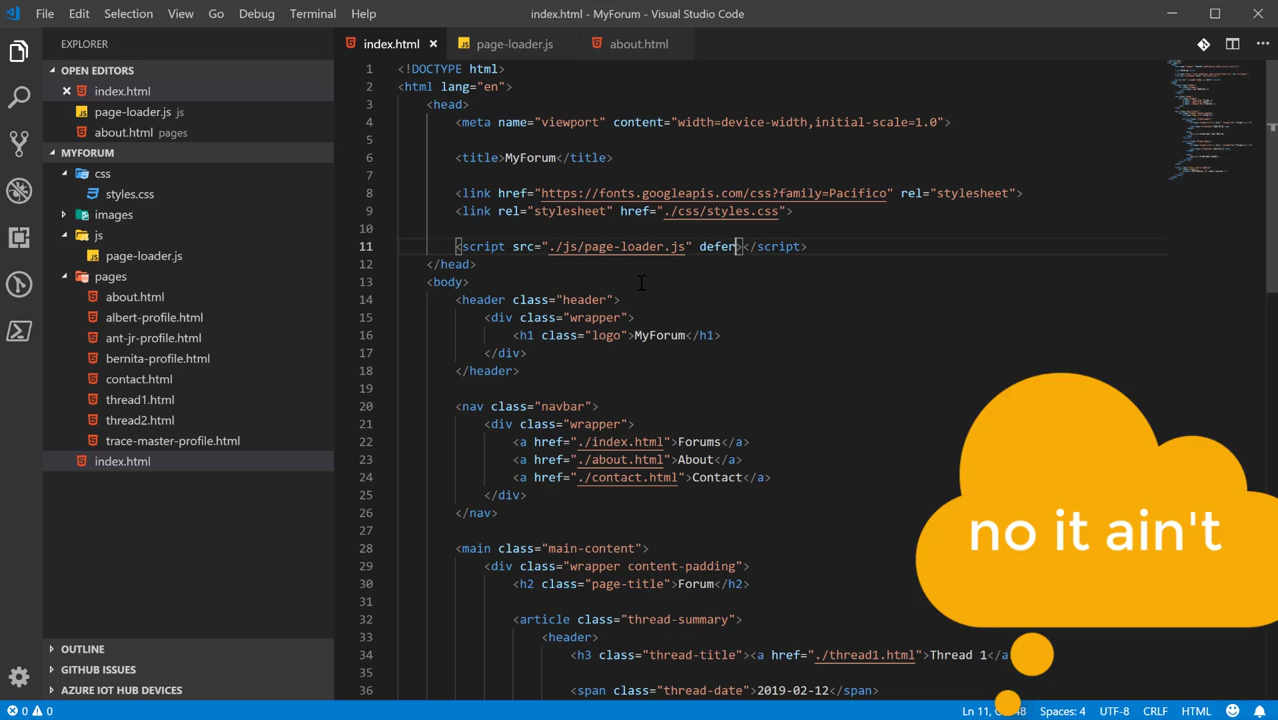 File Edit Selection View Go Debug Terminal Help
index.html - MyForum - Visual Studio Code
EXPLORER
OPEN EDITORS
index.html
page-loader.js js
about.html pages
MYFORUM
css
styles.css
images
js
page-loader.js
pages
about.html
albert-profile.html
ant-jr-profile.html
bernita-profile.html
contact.html
thread1.html
thread2.html
trace-master-profile.html
index.html
OUTLINE
GITHUB ISSUES
AZURE IOT HUB DEVICES
index.html page-loader.js about.html
1 <!DOCTYPE html>
2 <html lang="en">
3 <head>
4 <meta name="viewport" content="width=device-width,initial-scale=1.0">
5
6 <title>MyForum</title>
7
8 <link href="https://fonts.googleapis.com/css?family=Pacifico" rel="stylesheet">
9 <link rel="stylesheet" href="./css/styles.css">
10
11 <script src="./js/page-loader.js" defer></script>
12 </head>
13 <body>
14 <header class="header">
15 <div class="wrapper">
16 <h1 class="logo">MyForum</h1>
17 </div>
18 </header>
19
20 <nav class="navbar">
21 <div class="wrapper">
22 <a href="./index.html">Forums</a>
23 <a href="./about.html">About</a>
24 <a href="./contact.html">Contact</a>
25 </div>
26 </nav>
27
28 <main class="main-content">
29 <div class="wrapper content-padding">
30 <h2 class="page-title">Forum</h2>
31
32 <article class="thread-summary">
33 <header>
34 <h3 class="thread-title"><a href="./thread1.html">Thread 1</a
35
36 <span class="thread-date">2019-02-12</span>
no it ain't
0 0
Ln 11, 48 Spaces: 4 UTF-8 CRLF HTML